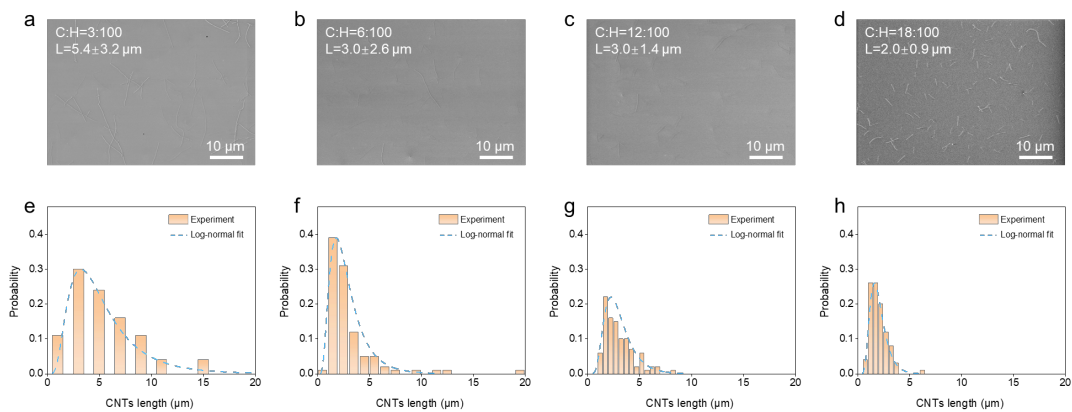 a
C:H=3:100
L=5.4±3.2 µm
10 µm
b
C:H=6:100
L=3.0±2.6 µm
10 µm
c
C:H=12:100
L=3.0±1.4 µm
10 µm
d
C:H=18:100
L=2.0±0.9 µm
10 µm
e
Experiment
Log-normal fit
Probability
0.4
0.3
0.2
0.1
0.0
0 5 10 15 20
CNTs length (µm)
f
Experiment
Log-normal fit
Probability
0.4
0.3
0.2
0.1
0.0
0 5 10 15 20
CNTs length (µm)
g
Experiment
Log-normal fit
Probability
0.4
0.3
0.2
0.1
0.0
0 5 10 15 20
CNTs length (µm)
h
Experiment
Log-normal fit
Probability
0.4
0.3
0.2
0.1
0.0
0 5 10 15 20
CNTs length (µm)